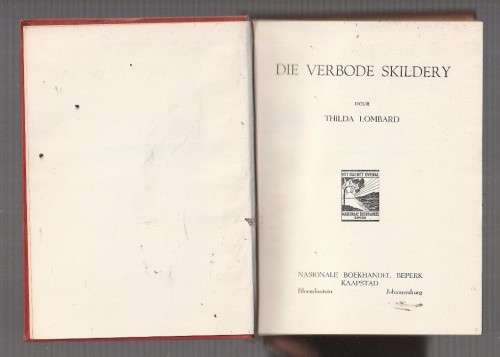 DIE VERBODE SKILDERY
DEUR
THILDA LOMBARD
NASIONALE BOEKHANDEL BEPERK
KAAPSTAD
Bloemfontein Johannesburg